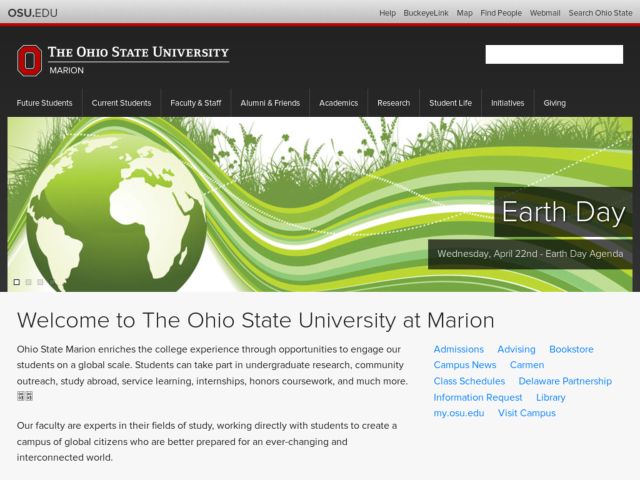 OSU.EDU
Help BuckeyeLink Map Find People Webmail Search Ohio State
THE OHIO STATE UNIVERSITY
MARION
Future Students Current Students Faculty & Staff Alumni & Friends Academics Research Student Life Initiatives Giving
Earth Day
Wednesday, April 22nd - Earth Day Agenda
Welcome to The Ohio State University at Marion
Ohio State Marion enriches the college experience through opportunities to engage our
students on a global scale. Students can take part in undergraduate research, community
outreach, study abroad, service learning, internships, honors coursework, and much more.
Our faculty are experts in their fields of study, working directly with students to create a
campus of global citizens who are better prepared for an ever-changing and
interconnected world.
Admissions Advising Bookstore
Campus News Carmen
Class Schedules Delaware Partnership
Information Request Library
my.osu.edu Visit Campus